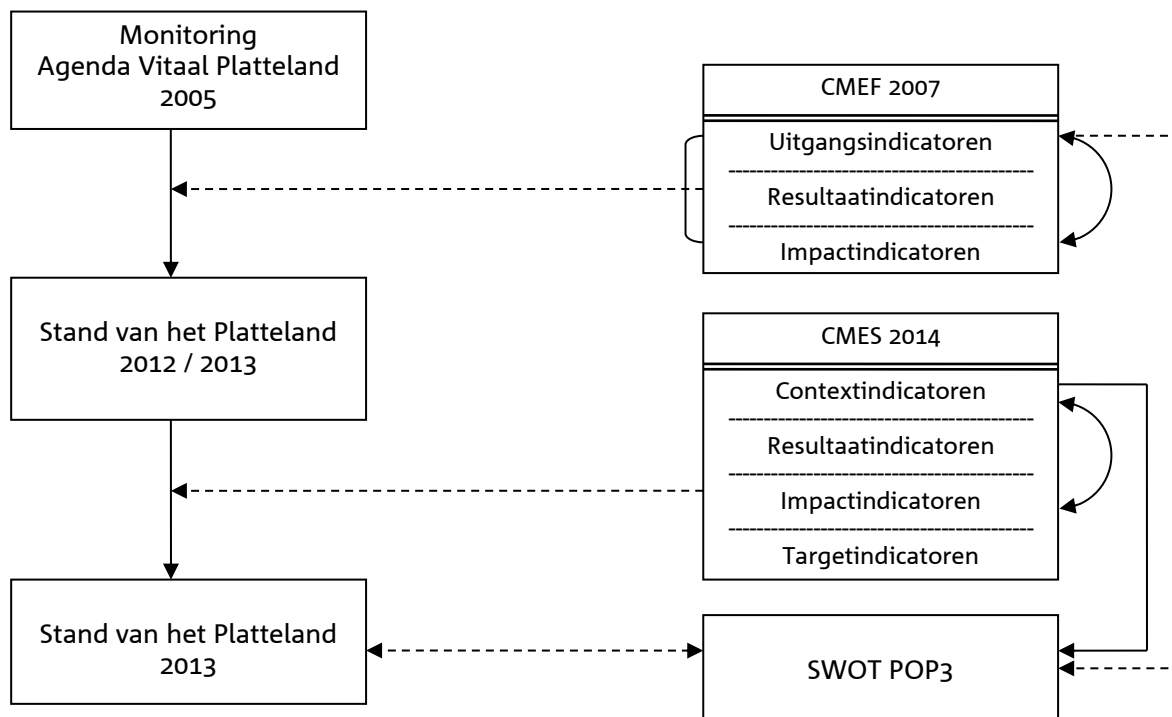 Monitoring
Agenda Vitaal Platteland
2005
Stand van het Platteland
2012 / 2013
Stand van het Platteland
2013
CMEF 2007
Uitgangsindicatoren
Resultaatindicatoren
Impactindicatoren
CMES 2014
Contextindicatoren
Resultaatindicatoren
Impactindicatoren
Targetindicatoren
SWOT POP3